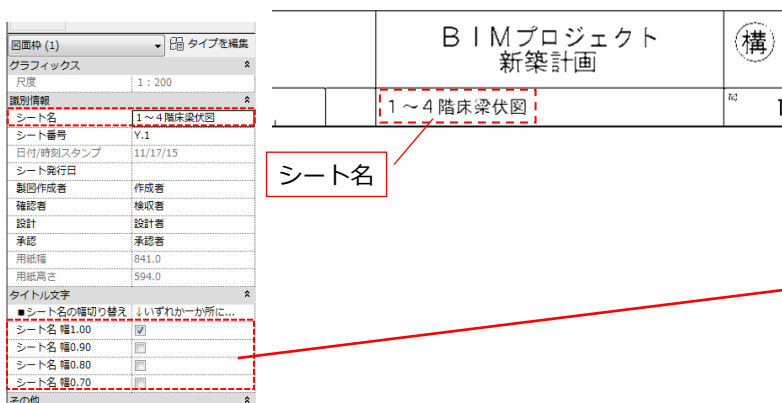 図面枠 (1)
タイプを編集
グラフィックス
尺度 1 : 200
識別情報
シート名 1～4階床梁伏図
シート番号 Y.1
日付/時刻スタンプ 11/17/15
シート発行日
製図作成者 作成者
確認者 検収者
設計 設計者
承認 承認者
用紙幅 841.0
用紙高さ 594.0
タイトル文字
■シート名の幅切り替え ↓いずれか一か所に...
シート名 幅1.00
シート名 幅0.90
シート名 幅0.80
シート名 幅0.70
その他
BIMプロジェクト
新築計画
構
1～4階床梁伏図
シート名